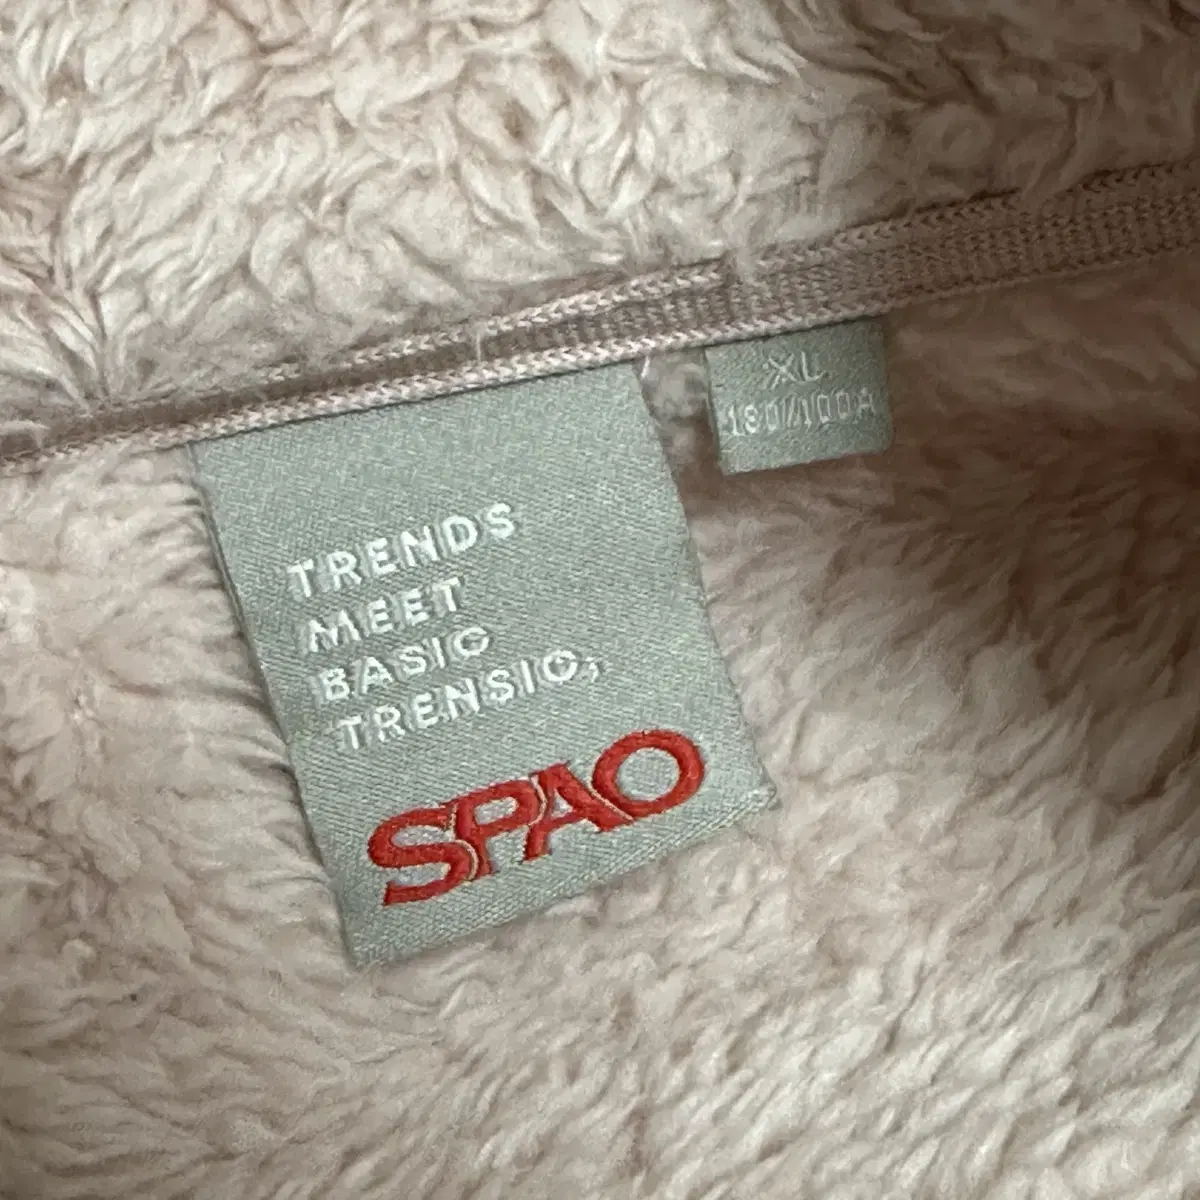 XL
180/100A
TRENDS
MEET
BASIC
TRENSIC,
SPAO